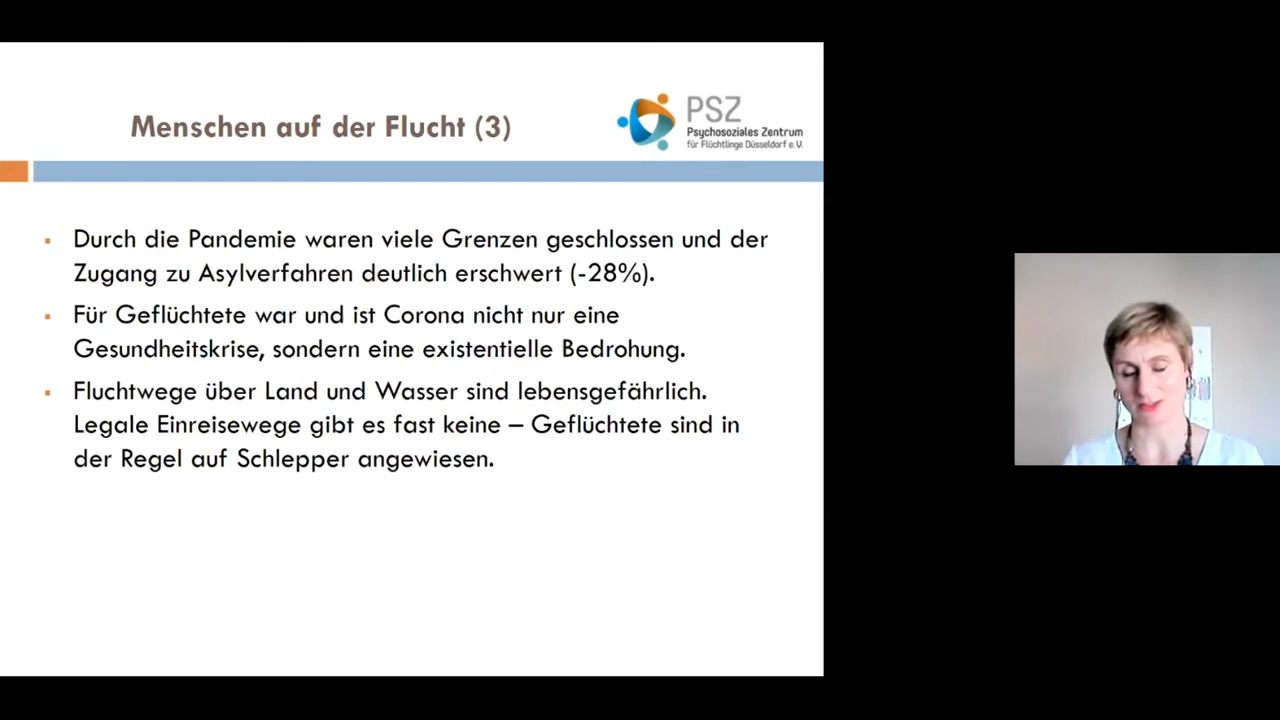 Menschen auf der Flucht (3)
PSZ
Psychosoziales Zentrum
für Flüchtlinge Düsseldorf e.V.
Durch die Pandemie waren viele Grenzen geschlossen und der
Zugang zu Asylverfahren deutlich erschwert (-28%).
Für Geflüchtete war und ist Corona nicht nur eine
Gesundheitskrise, sondern eine existentielle Bedrohung.
Fluchtwege über Land und Wasser sind lebensgefährlich.
Legale Einreisewege gibt es fast keine – Geflüchtete sind in
der Regel auf Schlepper angewiesen.